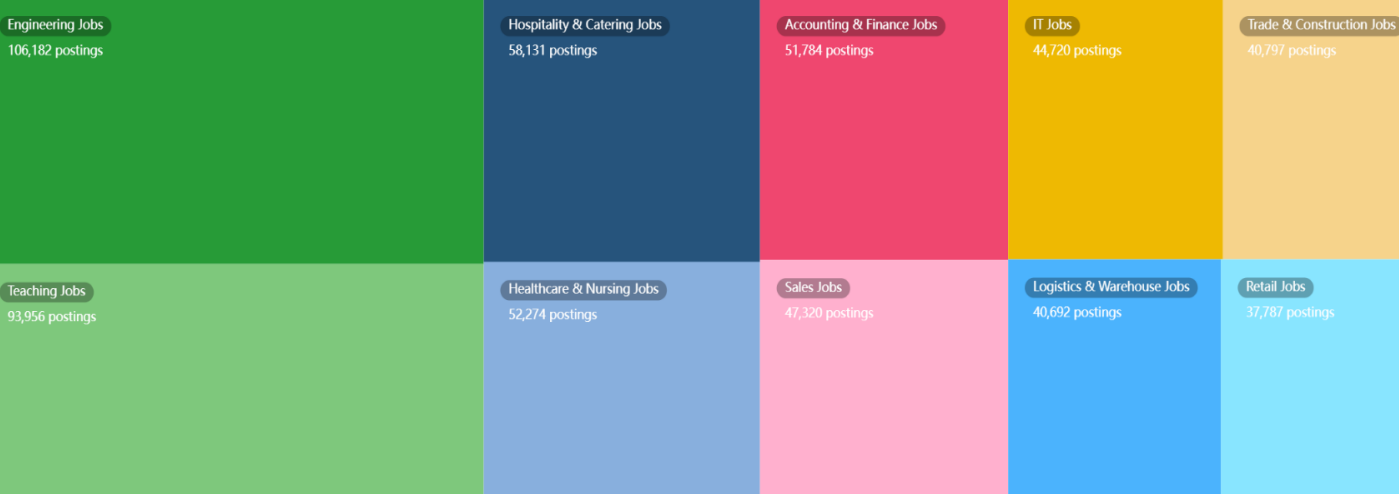 Engineering Jobs
106,182 postings
Hospitality & Catering Jobs
58,131 postings
Accounting & Finance Jobs
51,784 postings
IT Jobs
44,720 postings
Trade & Construction Jobs
40,797 postings
Teaching Jobs
93,956 postings
Healthcare & Nursing Jobs
52,274 postings
Sales Jobs
47,320 postings
Logistics & Warehouse Jobs
40,692 postings
Retail Jobs
37,787 postings